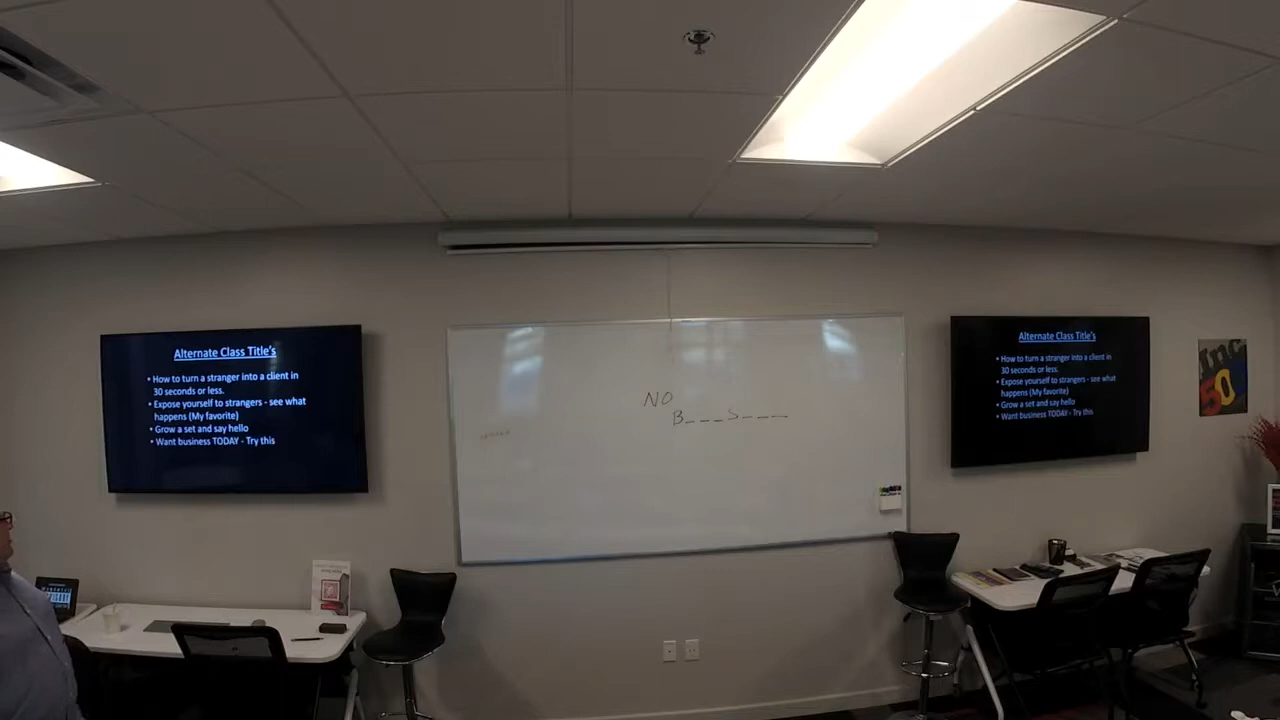 Alternate Class Title's
• How to turn a stranger into a client in
30 seconds or less.
• Expose yourself to strangers - see what
happens (My favorite)
• Grow a set and say hello
• Want business TODAY - Try this
NO
B___S____
Alternate Class Title's
• How to turn a stranger into a client in
30 seconds or less.
• Expose yourself to strangers - see what
happens (My favorite)
• Grow a set and say hello
• Want business TODAY - Try this
Inc
50